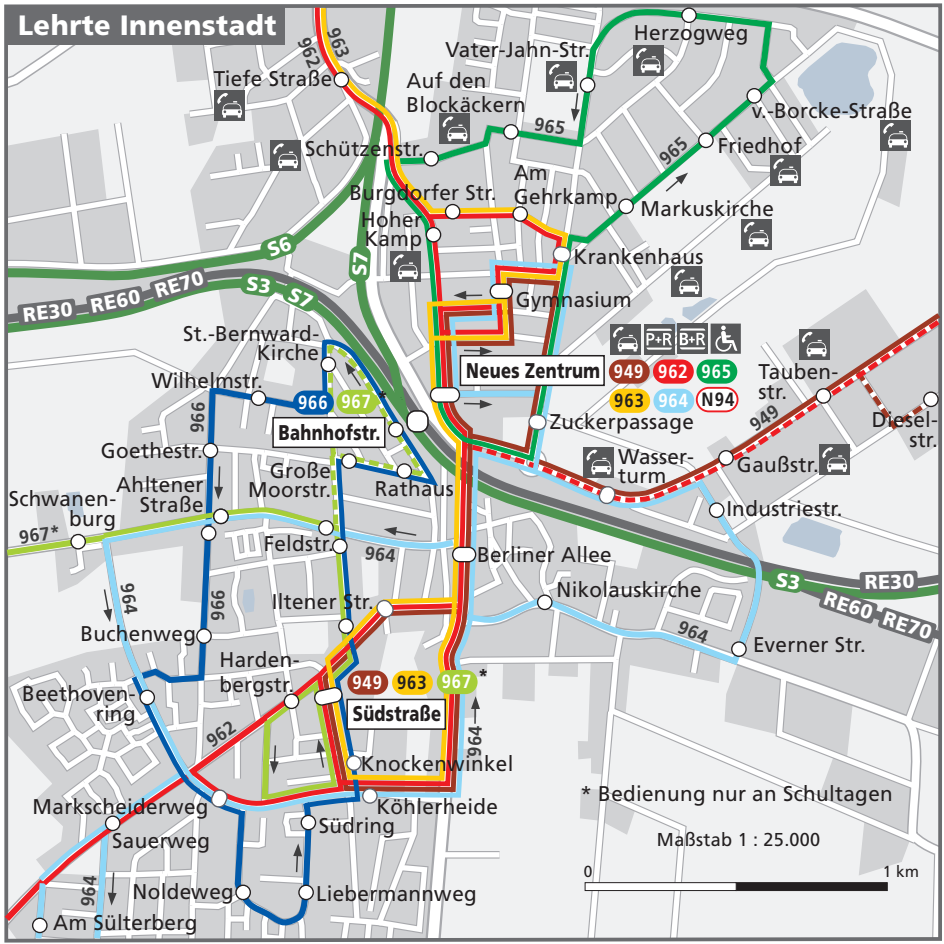 Lehrte Innenstadt
963
962
Vater-Jahn-Str.
Herzogweg
Tiefe Straße
Auf den
Blockäckern
965
v.-Borcke-Straße
Schützenstr.
965
Friedhof
Burgdorfer Str.
Am
Gehrkamp
Markuskirche
Hoher
Kamp
S6
S7
Krankenhaus
RE30 RE60 RE70
S3 S7
Gymnasium
St.-Bernward-
Kirche
P+R B+R
Neues Zentrum
949 962 965
963 964 N94
Wilhelmstr.
966 967 *
966
Bahnhofstr.
Tauben-
str.
949
Diesel-
str.
Zuckerpassage
Goethestr.
Große
Moorstr.
Rathaus
Wasser-
turm
Gaußstr.
Ahltener
Straße
Schwanen-
burg
967*
Industriestr.
Feldstr.
964
Berliner Allee
S3
RE30
RE60 RE70
964
966
Iltener Str.
Nikolauskirche
964
Everner Str.
Buchenweg
Harden-
bergstr.
949 963 967 *
Südstraße
Beethoven-
ring
962
964
Knockenwinkel
Markscheiderweg
Köhlerheide
* Bedienung nur an Schultagen
Sauerweg
Südring
Maßstab 1 : 25.000
0 1 km
964
Noldeweg
Liebermannweg
Am Sülterberg